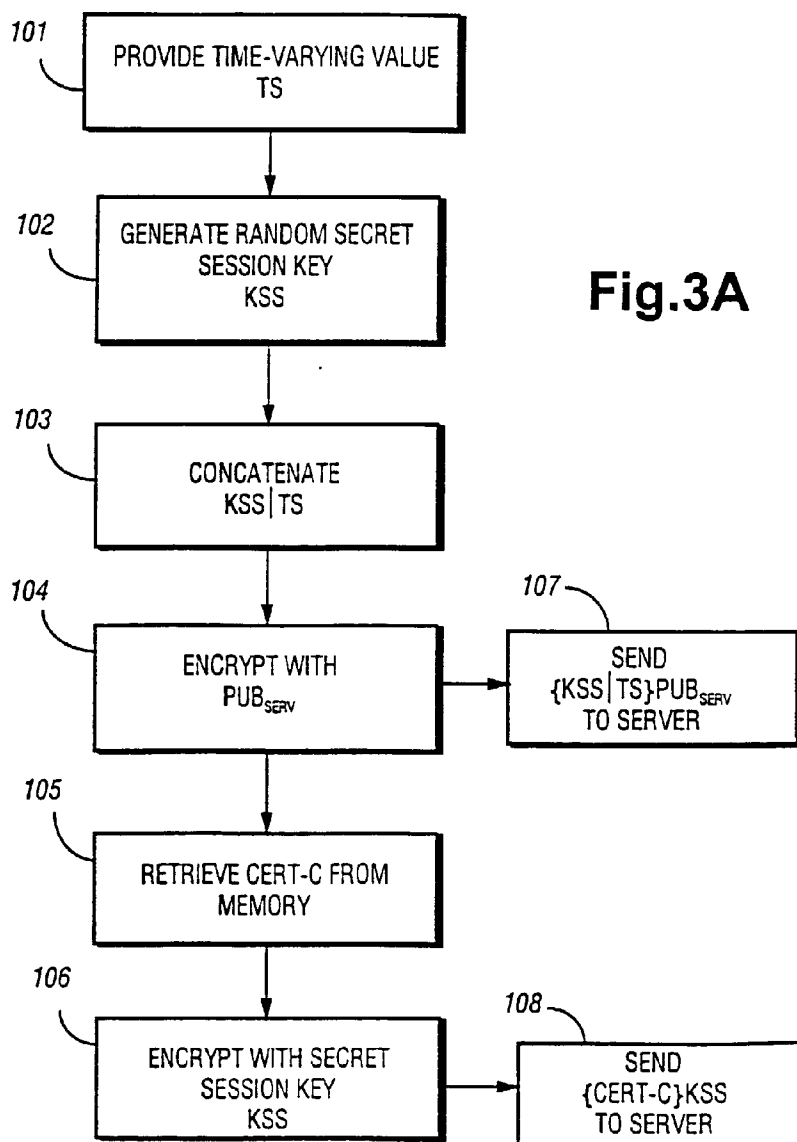 101
PROVIDE TIME-VARYING VALUE
TS
102
GENERATE RANDOM SECRET
SESSION KEY
KSS
Fig.3A
103
CONCATENATE
KSS|TS
104
ENCRYPT WITH
PUBSERV
107
SEND
{KSS|TS}PUBSERV
TO SERVER
105
RETRIEVE CERT-C FROM
MEMORY
106
ENCRYPT WITH SECRET
SESSION KEY
KSS
108
SEND
{CERT-C}KSS
TO SERVER